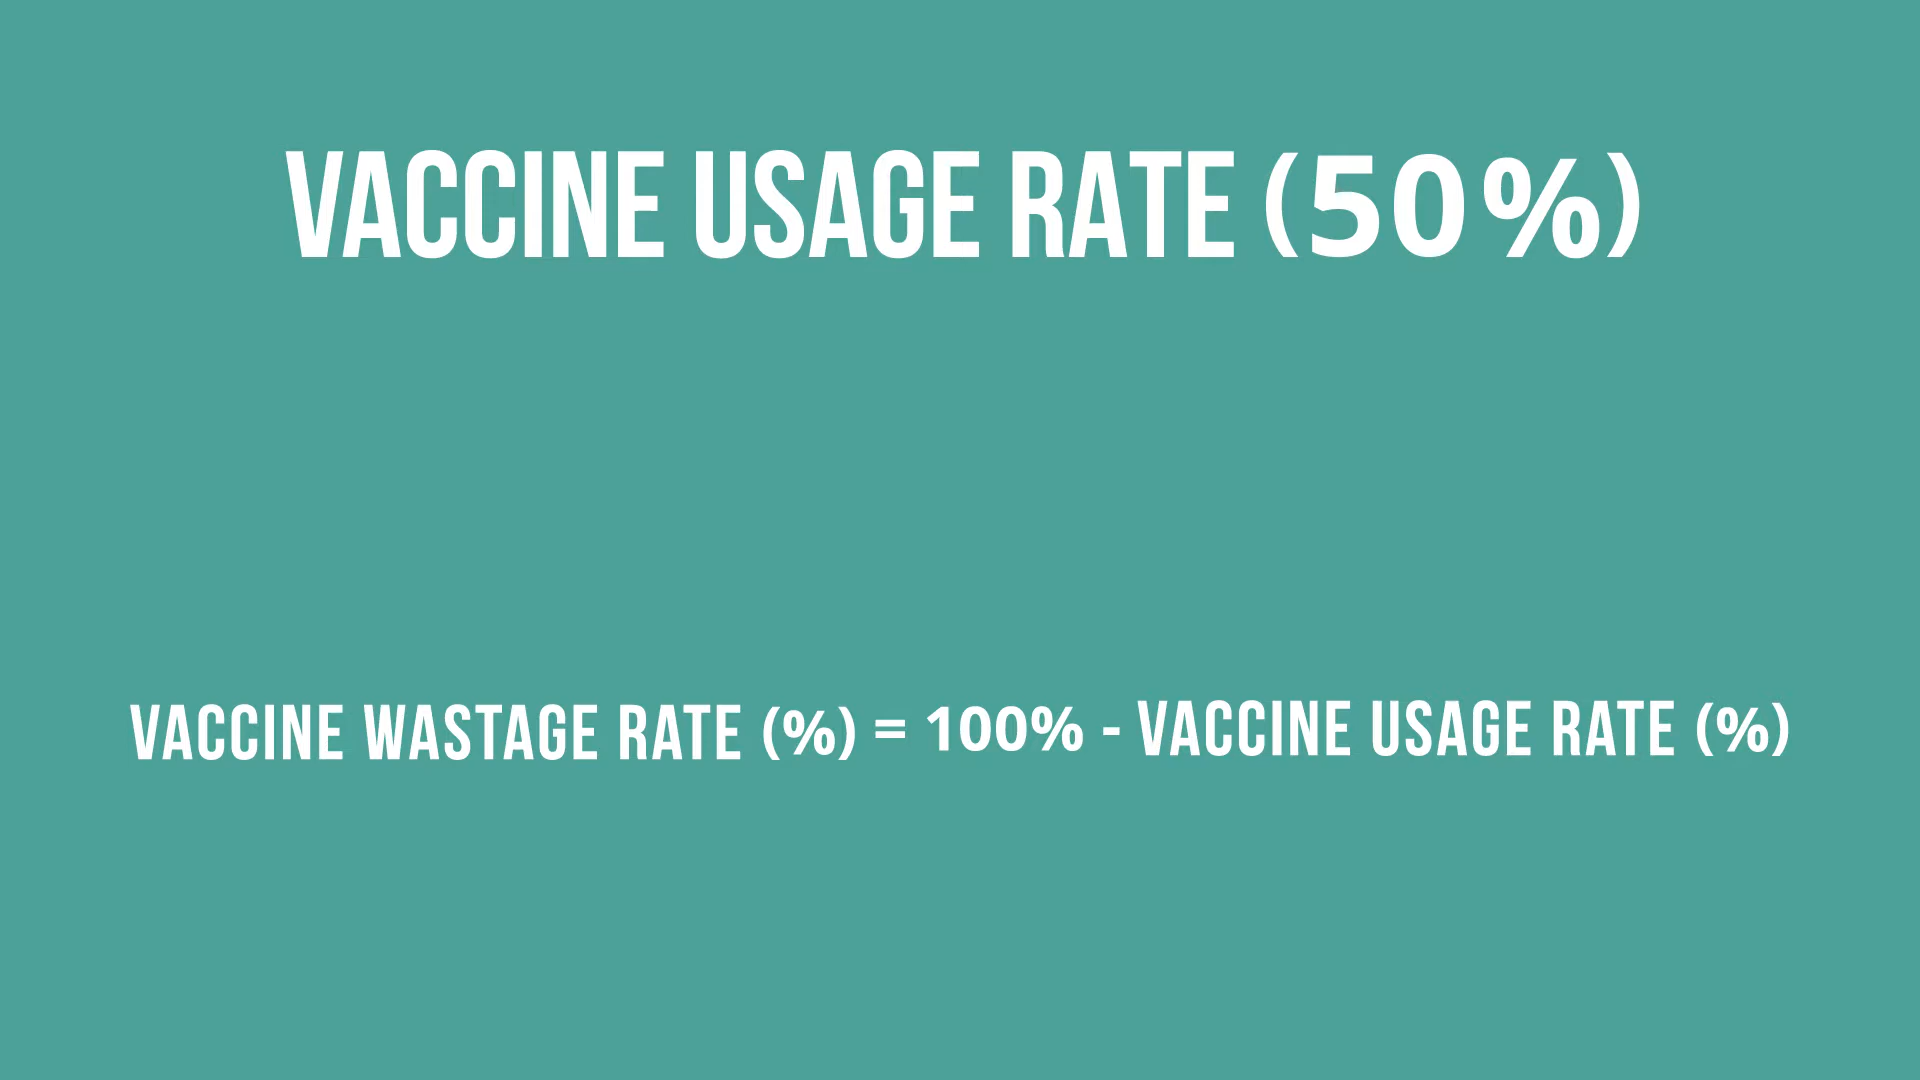 VACCINE USAGE RATE (50%)
VACCINE WASTAGE RATE (%) = 100% - VACCINE USAGE RATE (%)